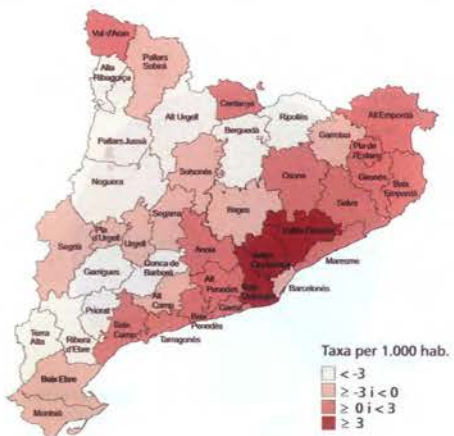 Val d'Aran
Alta
Ribagorça
Pallars
Sobirà
Cerdanya
Alt Urgell
Ripollès
Alt Empordà
Berguedà
Garrotxa
Pallars Jussà
Pla de
l'Estany
Solsonès
Osona
Gironès
Baix
Empordà
Noguera
Selva
Bages
Segarra
Vallès Oriental
Pla
d'Urgell
Urgell
Segrià
Anoia
Vallès
Occidental
Maresme
Garrigues
Conca de
Barberà
Alt
Penedès
Baix
Llobregat
Barcelonès
Alt
Camp
Priorat
Garraf
Baix
Penedès
Terra
Alta
Ribera
d'Ebre
Baix
Camp
Tarragonès
Baix Ebre
Montsià
Taxa per 1.000 hab.
< -3
≥ -3 i < 0
≥ 0 i < 3
≥ 3